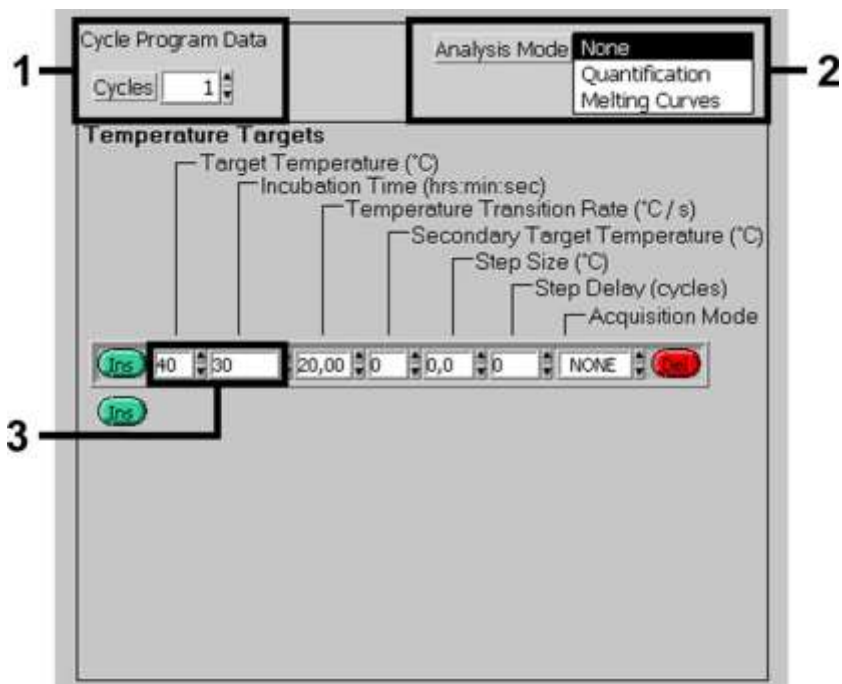 Cycle Program Data
Cycles 1
Analysis Mode None
Quantification
Melting Curves
1
2
Temperature Targets
Target Temperature (°C)
Incubation Time (hrs:min:sec)
Temperature Transition Rate (°C / s)
Secondary Target Temperature (°C)
Step Size (°C)
Step Delay (cycles)
Acquisition Mode
Ins 40 30 20,00 0 0,0 0 NONE Del
Ins
3